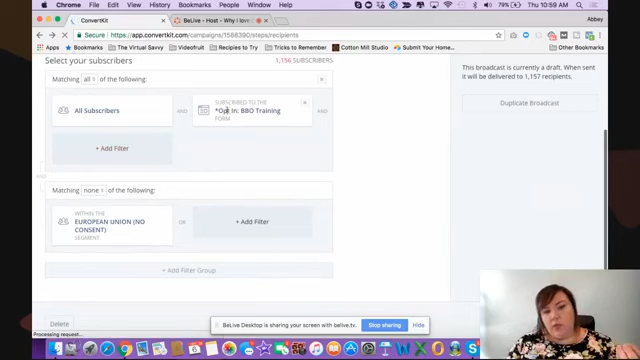 Chrome File Edit View History Bookmarks People Window Help 79% Thu 10:59 AM
ConvertKit BeLive - Host - Why I love Abbey
Secure https://app.convertkit.com/campaigns/1588390/steps/recipients
Apps Bookmarks The Virtual Savvy VideoFruit Recipies to Try Tricks to Remember Cotton Mill Studio Submit Your Home... Other Bookmarks
Select your subscribers 1,156 SUBSCRIBERS
Matching all of the following:
All Subscribers
AND
SUBSCRIBED TO THE
*Opt In: BBO Training
FORM
AND
+ Add Filter
AND
Matching none of the following:
WITHIN THE
EUROPEAN UNION (NO CONSENT)
SEGMENT
OR
+ Add Filter
+ Add Filter Group
Delete
This broadcast is currently a draft. When sent
it will be delivered to 1,157 recipients.
Duplicate Broadcast
Processing request...
BeLive Desktop is sharing your screen with belive.tv. Stop sharing Hide